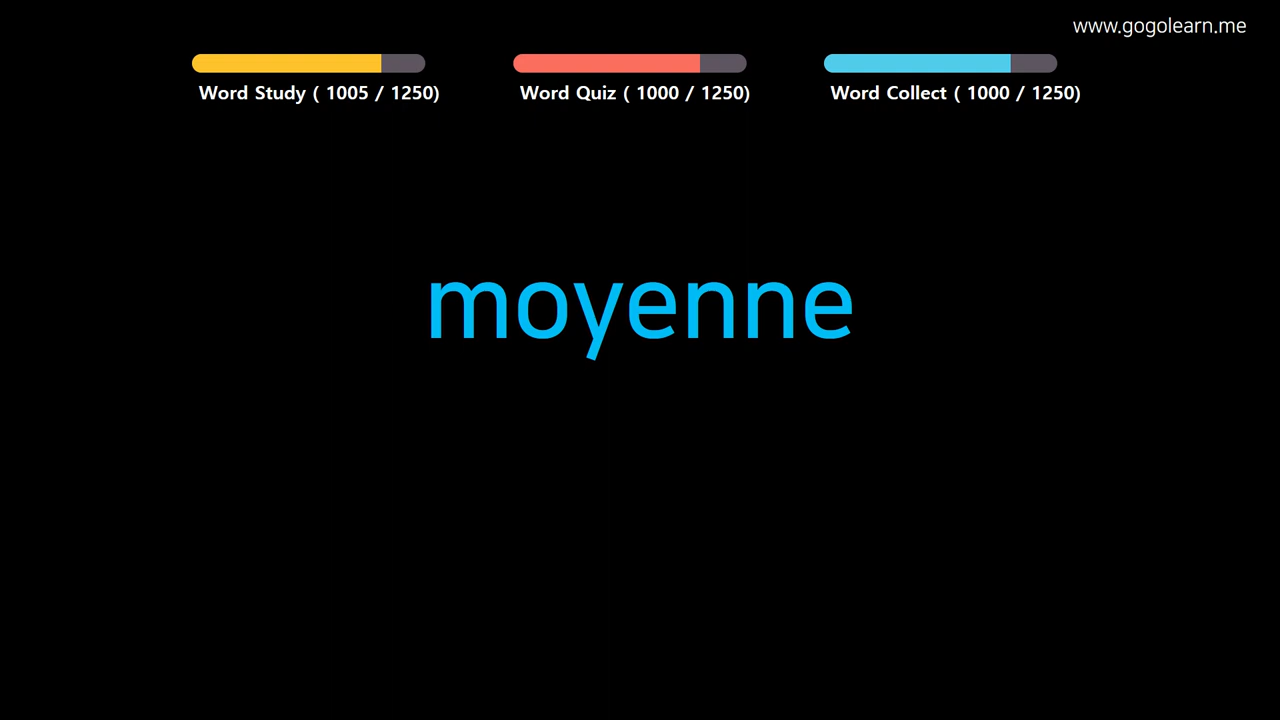 www.gogolearn.me
Word Study ( 1005 / 1250)
Word Quiz ( 1000 / 1250)
Word Collect ( 1000 / 1250)
moyenne